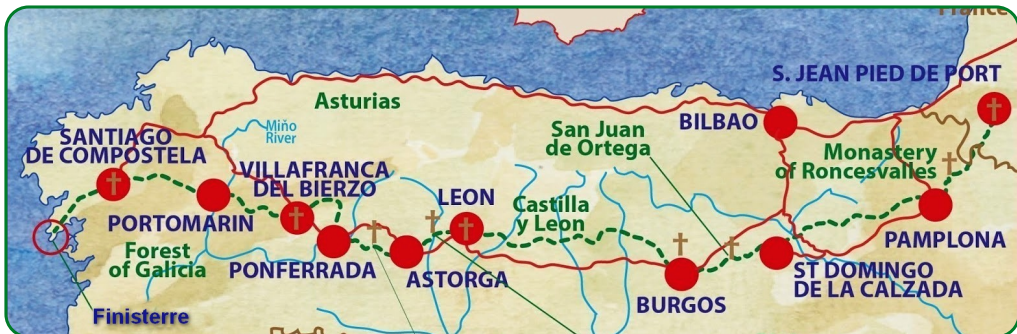 France
S. JEAN PIED DE PORT
Asturias
BILBAO
San Juan
de Ortega
Miňo
River
SANTIAGO
DE COMPOSTELA
Monastery
of Roncesvalles
VILLAFRANCA
DEL BIERZO
LEON
Castilla
y Leon
PORTOMARIN
PAMPLONA
Forest
of Galicia
PONFERRADA
ASTORGA
ST DOMINGO
DE LA CALZADA
BURGOS
Finisterre